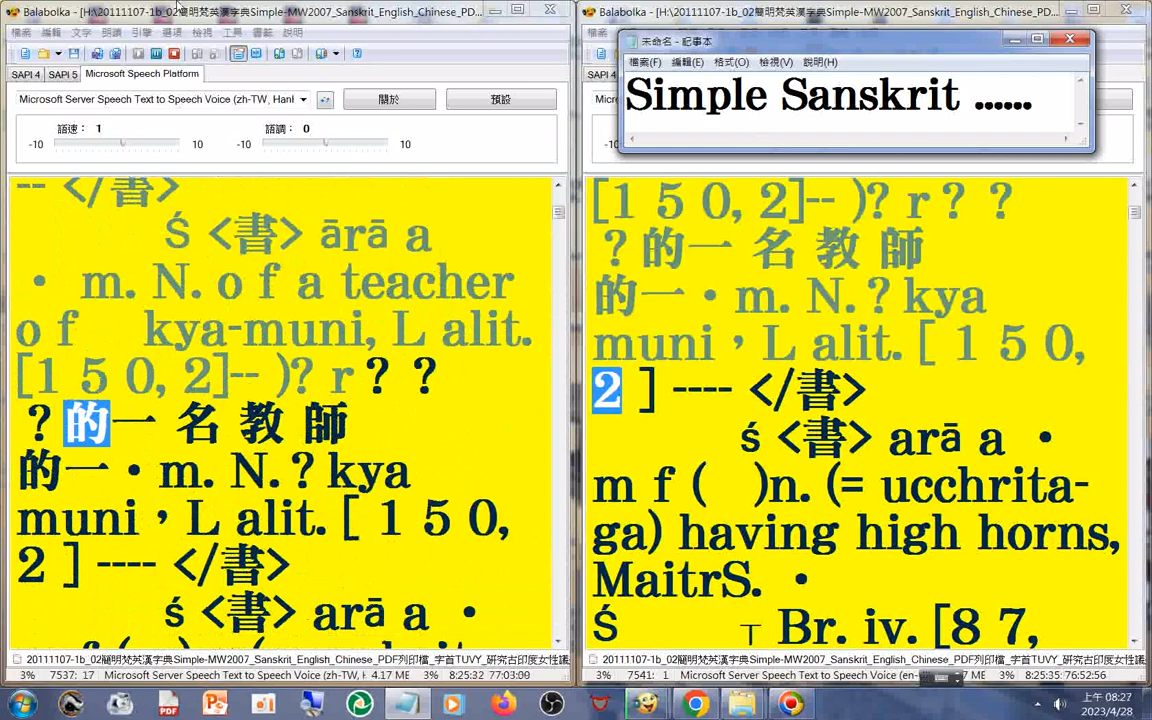 Balabolka - [H:\20111107-1b_02簡明梵英漢字典Simple-MW2007_Sanskrit_English_Chinese_PD...
檔案 編輯 文字 朗讀 引擎 選項 檢視 工具 書籤 說明
SAPI 4 SAPI 5 Microsoft Speech Platform
Microsoft Server Speech Text to Speech Voice (zh-TW, Han
關於 預設
語速： 1 語調： 0
-10 10 -10 10
-- </書>
Ś <書> ārā a
• m. N. o f a teacher
o f kya-muni, L alit.
[1 5 0, 2]-- )? r ? ?
? 的一 名 教 師
的一 • m. N. ? kya
muni，L alit. [ 1 5 0,
2 ] ---- </書>
ś <書> arā a •
20111107-1b_02簡明梵英漢字典Simple-MW2007_Sanskrit_English_Chinese_PDF列印檔_字首TUVY_研究古印度女性議
3% 7537: 17 Microsoft Server Speech Text to Speech Voice (zh-TW, H 4.17 ME 3% 8:25:32 77:03:00
Balabolka - [H:\20111107-1b_02簡明梵英漢字典Simple-MW2007_Sanskrit_English_Chinese_PDF...
檔案
SAPI 4
未命名 - 記事本
檔案(F) 編輯(E) 格式(O) 檢視(V) 說明(H)
Simple Sanskrit ......
[1 5 0, 2]-- )? r ? ?
? 的一 名 教 師
的一 • m. N. ? kya
muni，L alit. [ 1 5 0,
2 ] ---- </書>
ś <書> arā a •
m f ( )n. (= ucchrita-
ga) having high horns,
MaitrS. •
Ś ┬ Br. iv. [8 7,
20111107-1b_02簡明梵英漢字典Simple-MW2007_Sanskrit_English_Chinese_PDF列印檔_字首TUVY_研究古印度女性議
3% 7541: 1 Microsoft Server Speech Text to Speech Voice (en- 7 ME 3% 8:25:35:76:52:56
上午 08:27
2023/4/28